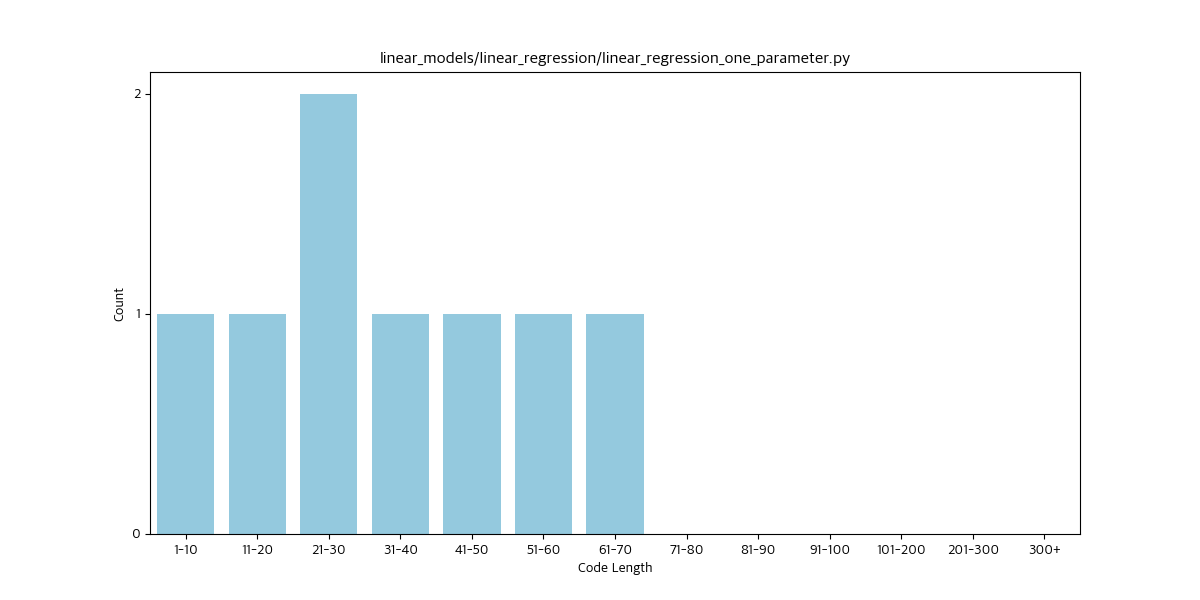 linear_models/linear_regression/linear_regression_one_parameter.py
2
1
0
Count
1-10 11-20 21-30 31-40 41-50 51-60 61-70 71-80 81-90 91-100 101-200 201-300 300+
Code Length